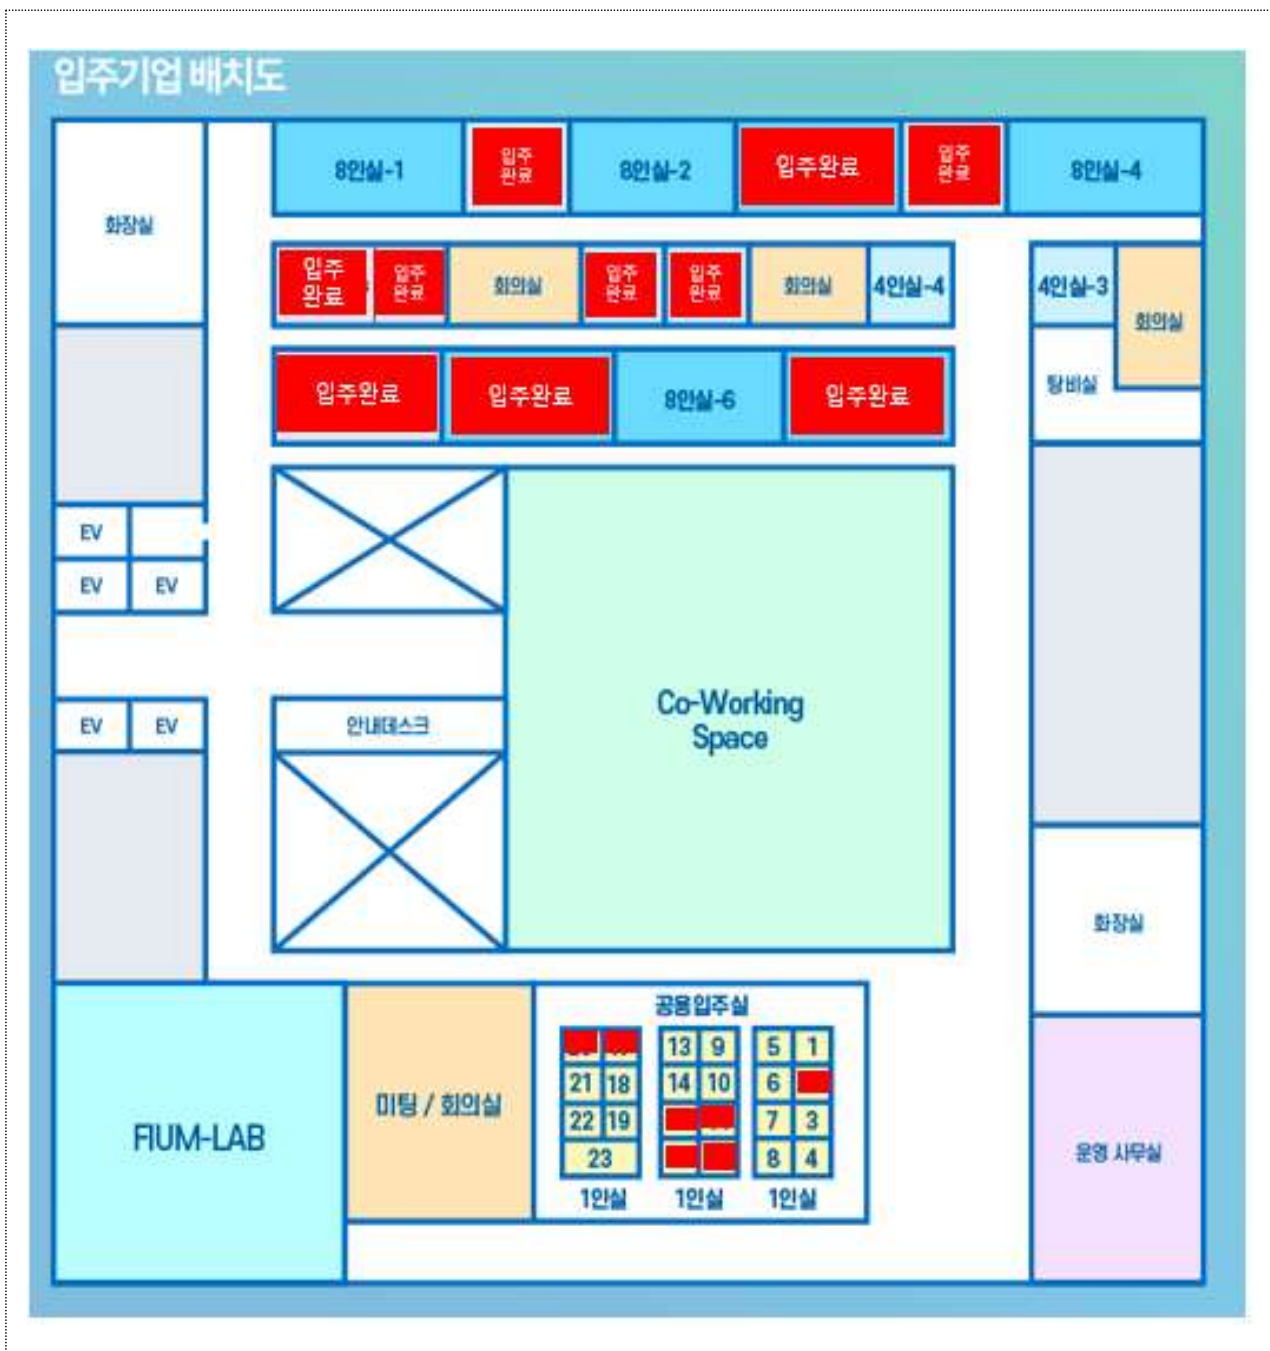 입주기업 배치도
8인실-1
입주
완료
8인실-2
입주완료
입주
완료
8인실-4
화장실
입주
완료
입주
완료
회의실
입주
완료
입주
완료
회의실
4인실-4
4인실-3
회의실
탕비실
입주완료
입주완료
8인실-6
입주완료
EV
EV
EV
EV
EV
안내데스크
Co-Working
Space
화장실
FIUM-LAB
미팅 / 회의실
공용입주실
13 9
5 1
21 18
14 10
6
22 19
7 3
23
8 4
1인실
1인실
1인실
운영 사무실